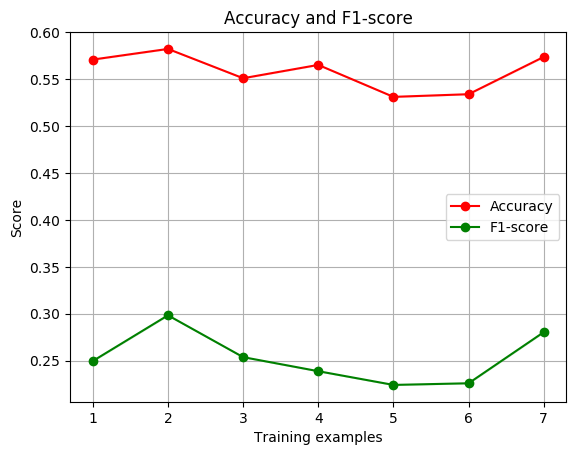 Accuracy and F1-score
0.60
0.55
0.50
0.45
0.40
0.35
0.30
0.25
Score
Accuracy
F1-score
1 2 3 4 5 6 7
Training examples